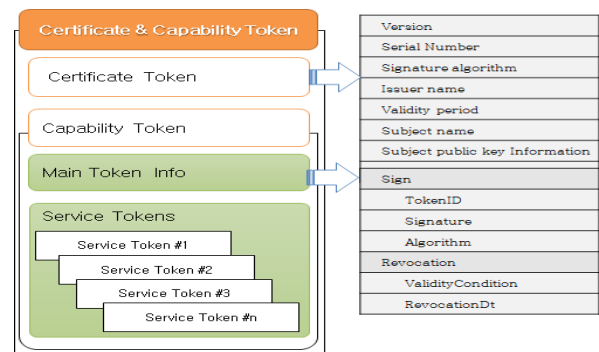 Certificate & Capability Token
Certificate Token
Capability Token
Main Token Info
Service Tokens
Service Token #1
Service Token #2
Service Token #3
Service Token #n
Version
Serial Number
Signature algorithm
Issuer name
Validity period
Subject name
Subject public key Information
Sign
TokenID
Signature
Algorithm
Revocation
ValidityCondition
RevocationDt